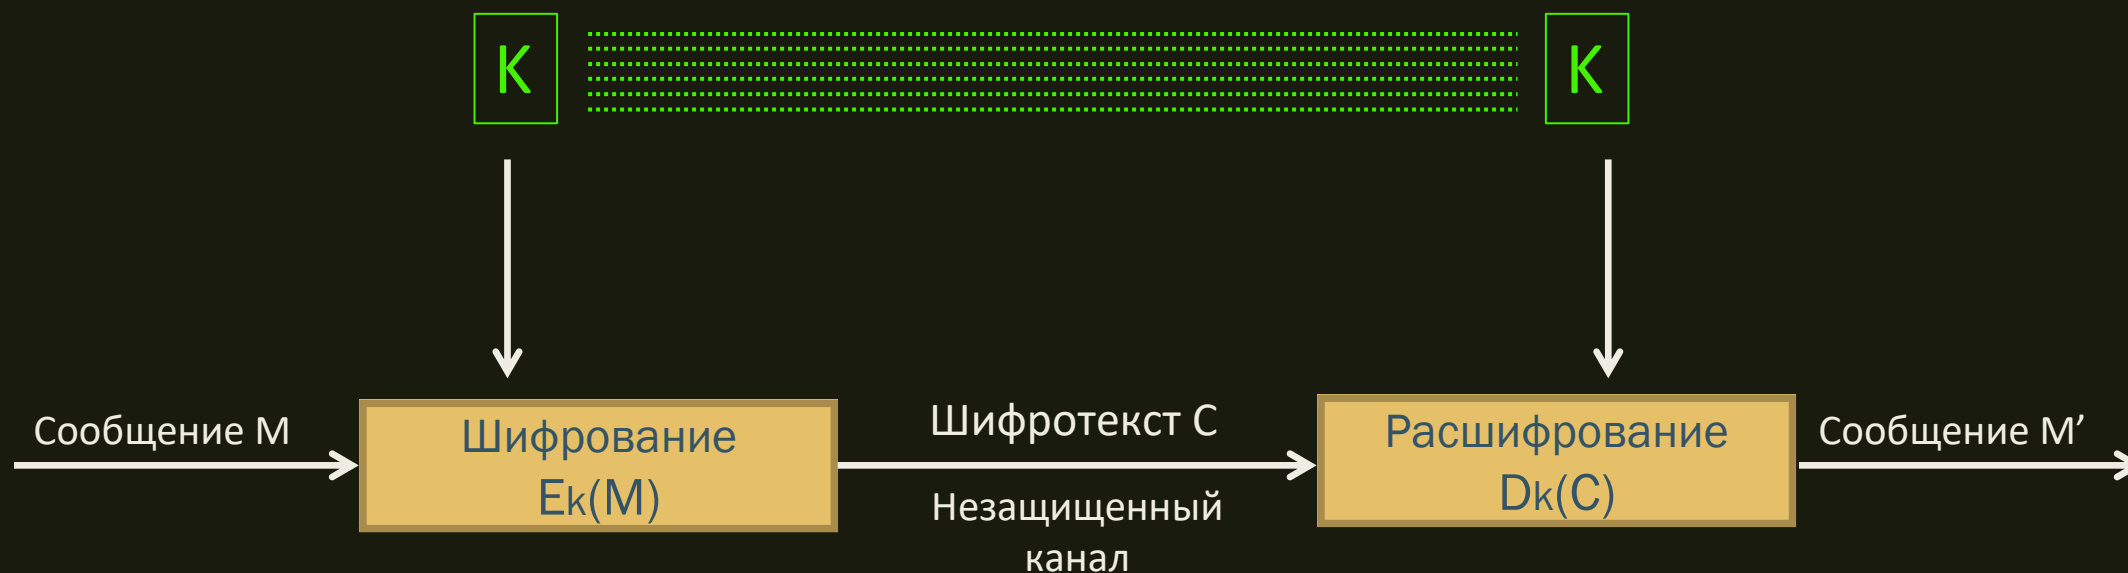 K
K
Сообщение М
Шифрование
Ek(M)
Шифротекст С
Незащищенный
канал
Расшифрование
Dk(C)
Сообщение М’